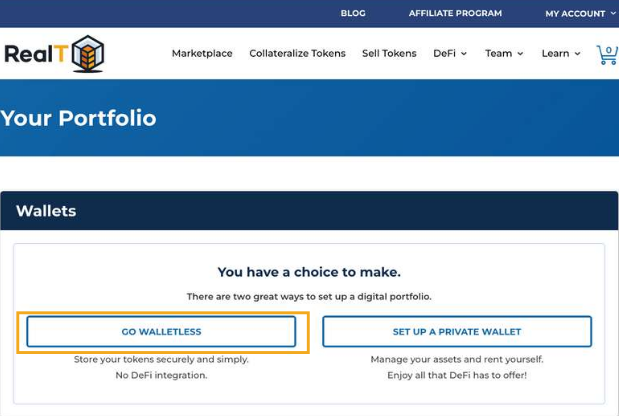 BLOG AFFILIATE PROGRAM MY ACCOUNT
RealT Marketplace Collateralize Tokens Sell Tokens DeFi Team Learn 0
Your Portfolio
Wallets
You have a choice to make.
There are two great ways to set up a digital portfolio.
GO WALLETLESS SET UP A PRIVATE WALLET
Store your tokens securely and simply. Manage your assets and rent yourself.
No DeFi integration. Enjoy all that DeFi has to offer!